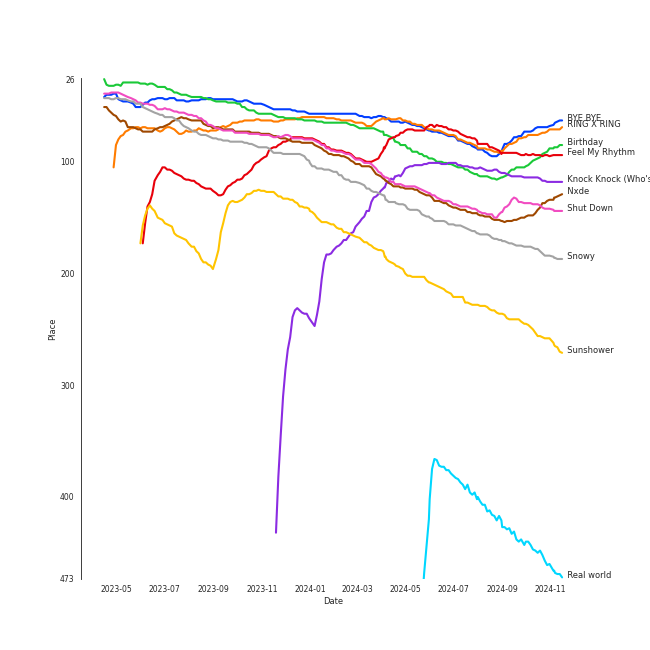 26
100
200
300
400
473
Place
2023-05 2023-07 2023-09 2023-11 2024-01 2024-03 2024-05 2024-07 2024-09 2024-11
Date
BYE BYE
RING X RING
Birthday
Feel My Rhythm
Knock Knock (Who's
Nxde
Shut Down
Snowy
Sunshower
Real world